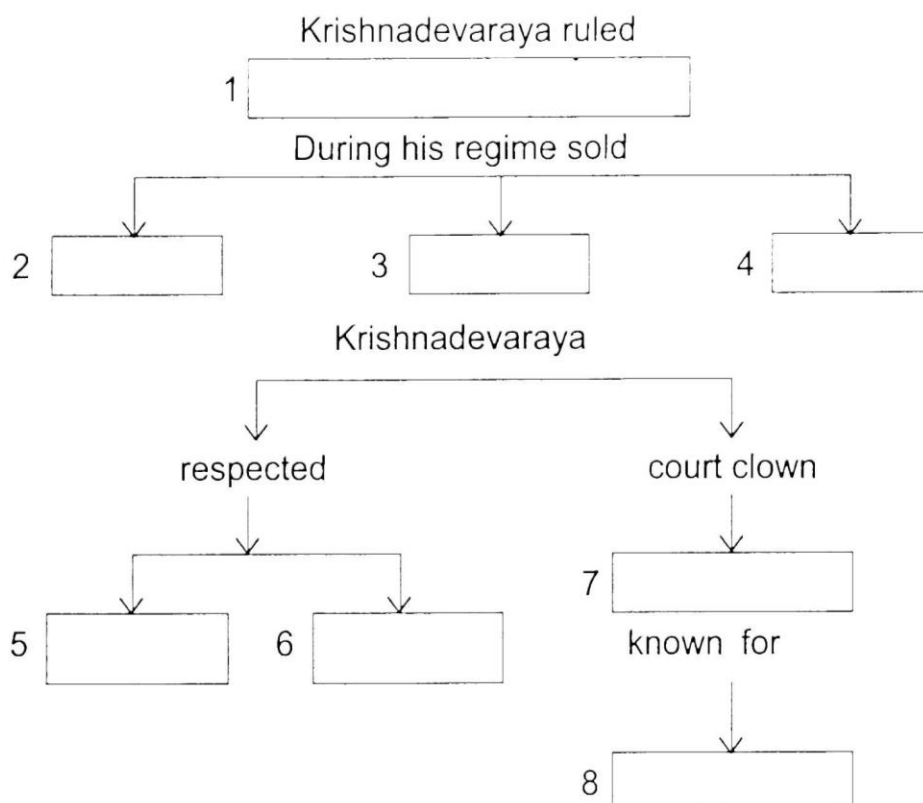 Krishnadevaraya ruled
1
During his regime sold
2 3 4
Krishnadevaraya
respected court clown
7
5 6 known for
8